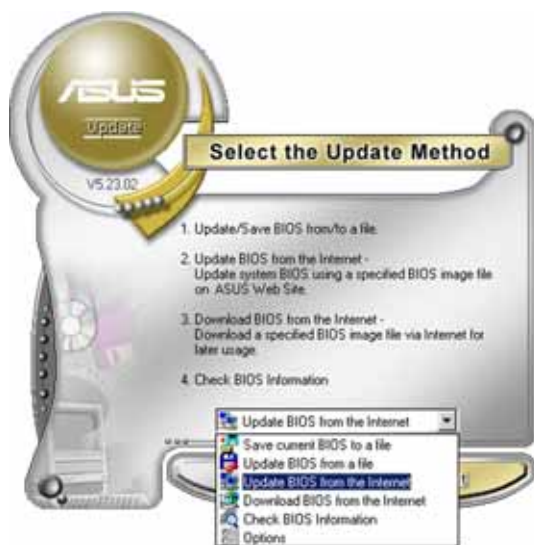 ASUS
Update
V5.23.02
Select the Update Method
1. Update/Save BIOS from/to a file.
2. Update BIOS from the Internet -
Update system BIOS using a specified BIOS image file
on ASUS Web Site.
3. Download BIOS from the Internet -
Download a specified BIOS image file via Internet for
later usage.
4. Check BIOS Information
Update BIOS from the Internet
Save current BIOS to a file
Update BIOS from a file
Update BIOS from the Internet
Download BIOS from the Internet
Check BIOS Information
Options